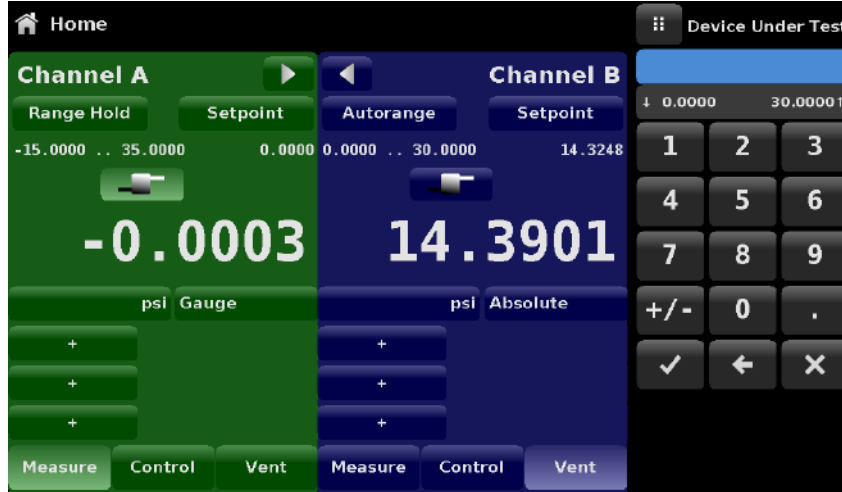 Home
Device Under Test
Channel A
Channel B
Range Hold Setpoint
Autorange Setpoint
-15.0000 .. 35.0000 0.0000
0.0000 .. 30.0000 14.3248
-0.0003
14.3901
psi Gauge
psi Absolute
+
+
+
+
+
+
Measure Control Vent
Measure Control Vent
↓ 0.0000 30.0000↑
1 2 3
4 5 6
7 8 9
+/- 0 .